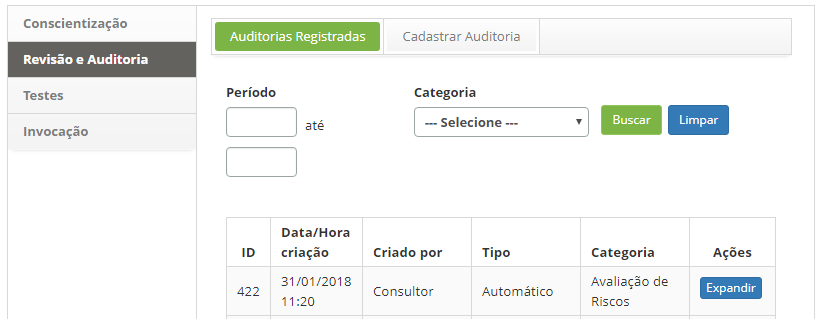 Conscientização
Revisão e Auditoria
Testes
Invocação
Auditorias Registradas
Cadastrar Auditoria
Período
até
Categoria
--- Selecione ---
Buscar
Limpar
ID
Data/Hora
criação
Criado por
Tipo
Categoria
Ações
422
31/01/2018
11:20
Consultor
Automático
Avaliação de
Riscos
Expandir